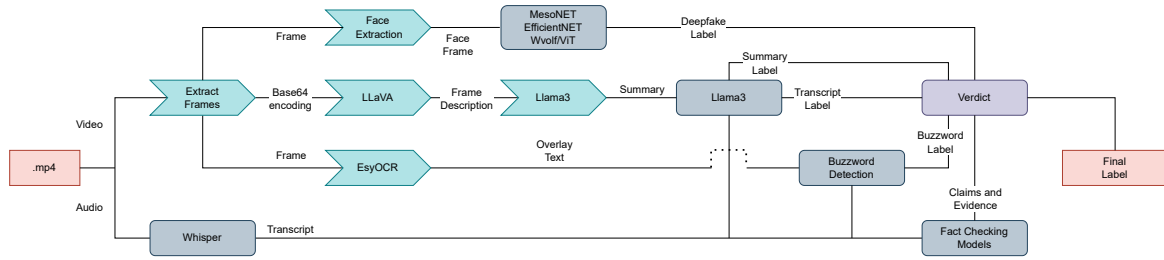 Face
Extraction
MesoNET
EfficientNET
Wvolf/ViT
Deepfake
Label
Frame
Face
Frame
Summary
Label
Extract
Frames
Base64
encoding
LLaVA
Frame
Description
Llama3
Summary
Llama3
Transcript
Label
Verdict
Video
Buzzword
Label
.mp4
Frame
EsyOCR
Overlay
Text
Buzzword
Detection
Final
Label
Audio
Claims and
Evidence
Whisper
Transcript
Fact Checking
Models